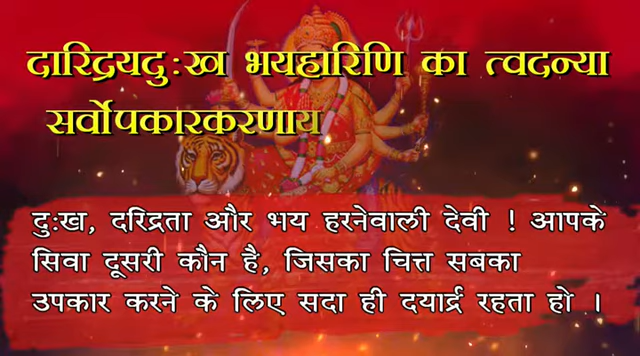 दारिद्रयदुःख भयहारिणि का त्वदन्या
सर्वोपकारकरणाय
दुःख, दरिद्रता और भय हरनेवाली देवी ! आपके
सिवा दूसरी कौन है, जिसका चित्त सबका
उपकार करने के लिए सदा ही दयार्द्र रहता हो ।